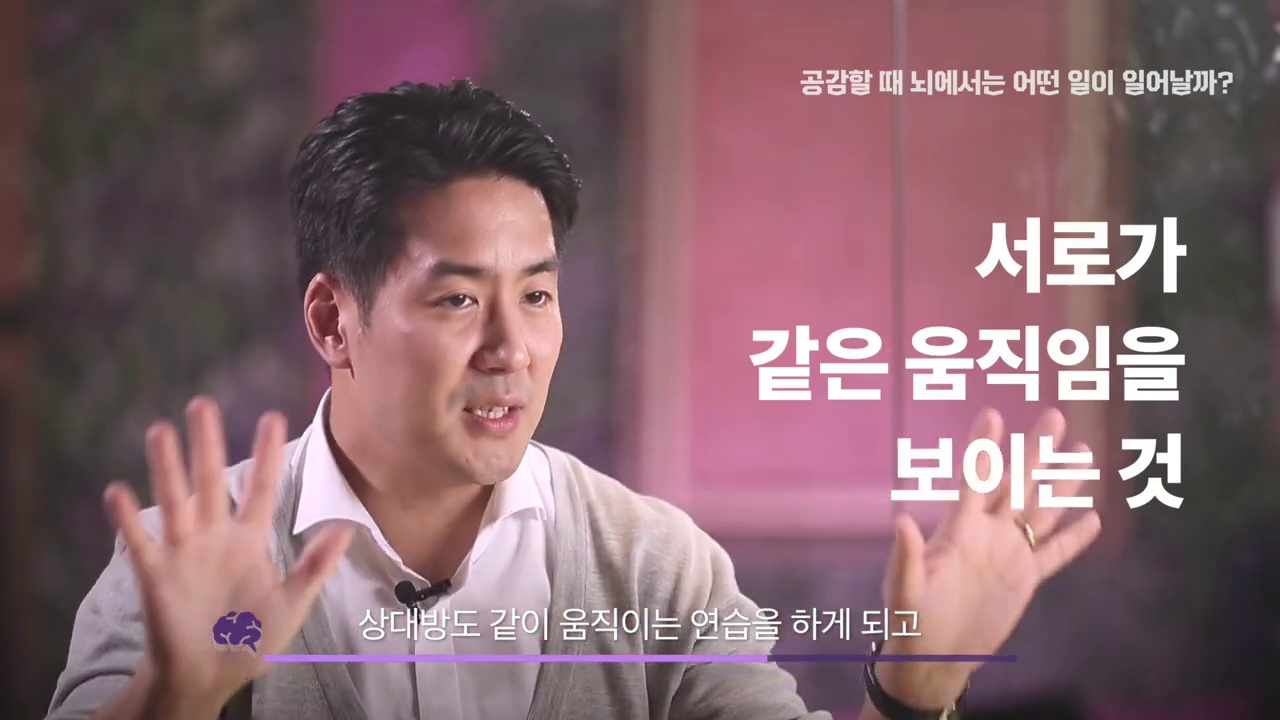 공감할 때 뇌에서는 어떤 일이 일어날까?
서로가
같은 움직임을
보이는 것
상대방도 같이 움직이는 연습을 하게 되고